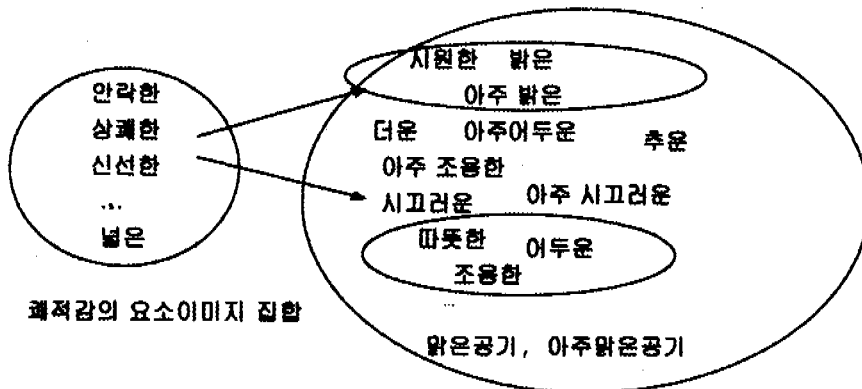 안락한
상쾌한
신선한
...
넓은
쾌적감의 요소이미지 집합
시원한 밝은
아주 밝은
더운 아주어두운 추운
아주 조용한
시끄러운 아주 시끄러운
따뜻한 어두운
조용한
...
맑은공기, 아주맑은공기